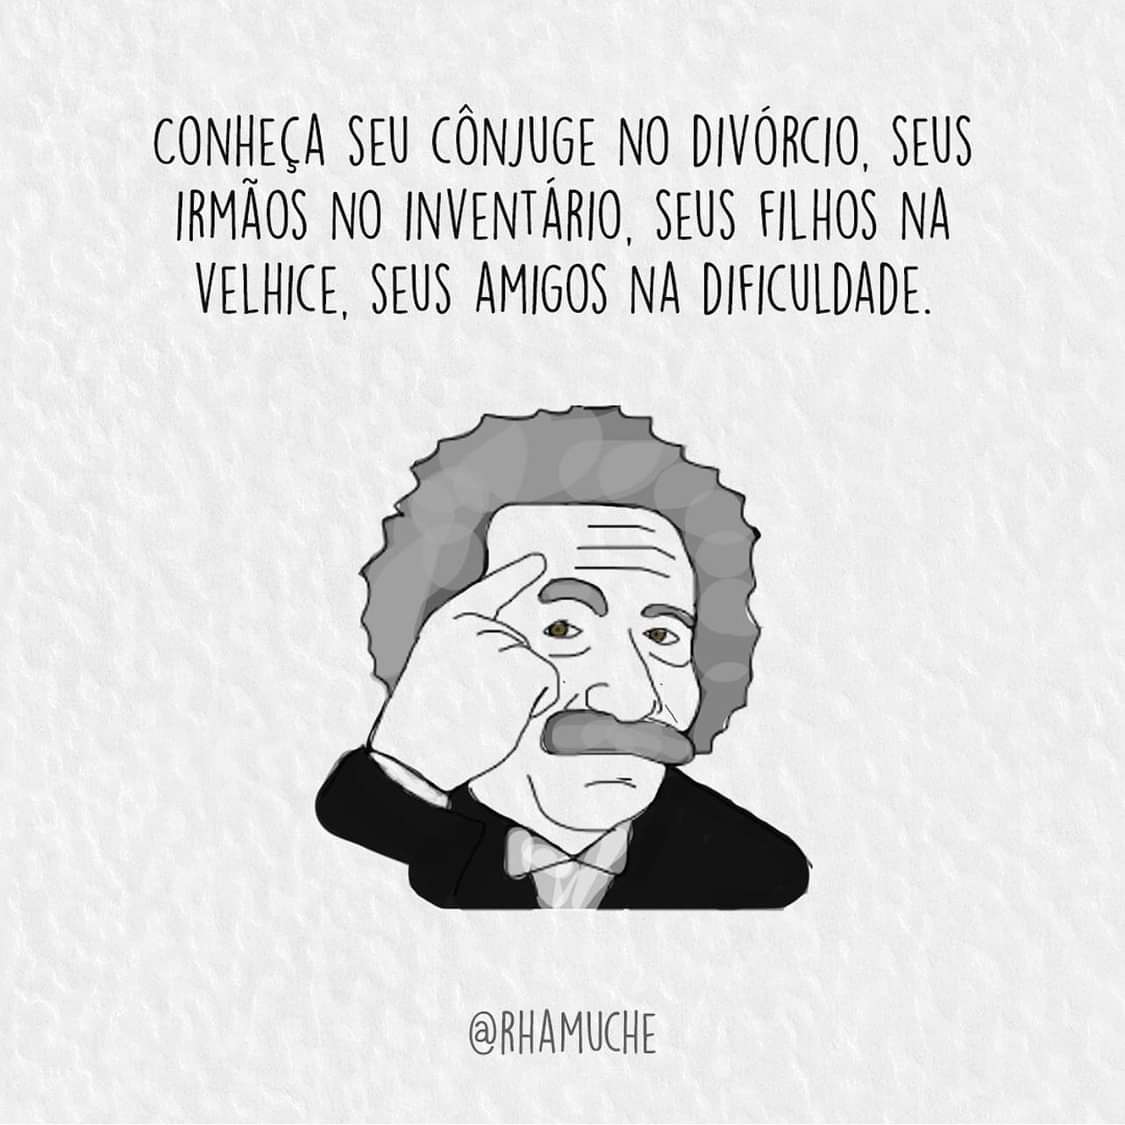 CONHEÇA SEU CÔNJUGE NO DIVÓRCIO, SEUS
IRMÃOS NO INVENTÁRIO, SEUS FILHOS NA
VELHICE, SEUS AMIGOS NA DIFICULDADE.
@RHAMUCHE